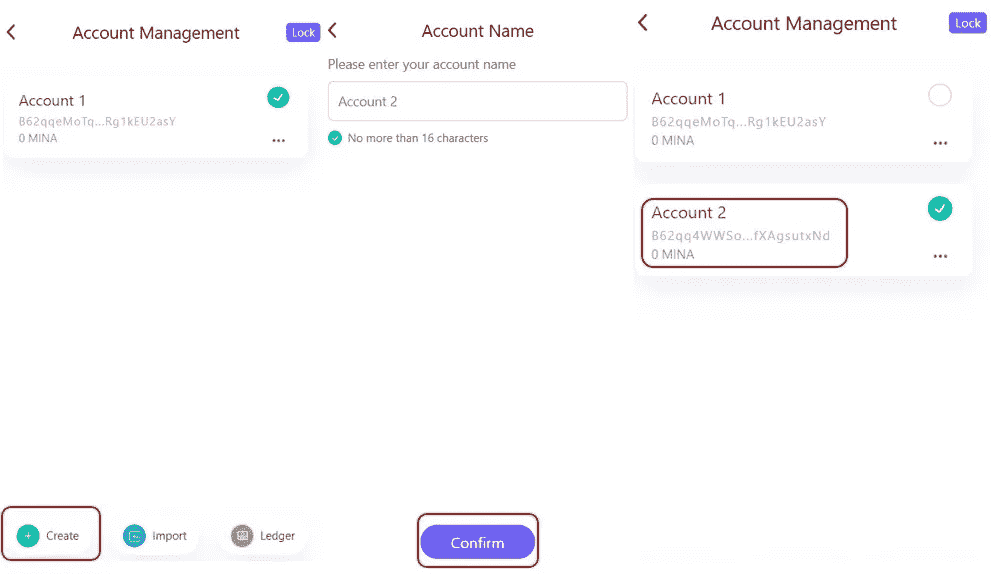 Account Management
Lock
Account 1
B62qqeMoTq...Rg1kEU2asY
0 MINA
Create
Import
Ledger
Account Name
Please enter your account name
Account 2
No more than 16 characters
Confirm
Account Management
Lock
Account 1
B62qqeMoTq...Rg1kEU2asY
0 MINA
Account 2
B62qq4WWSo...fXAgsutxNd
0 MINA